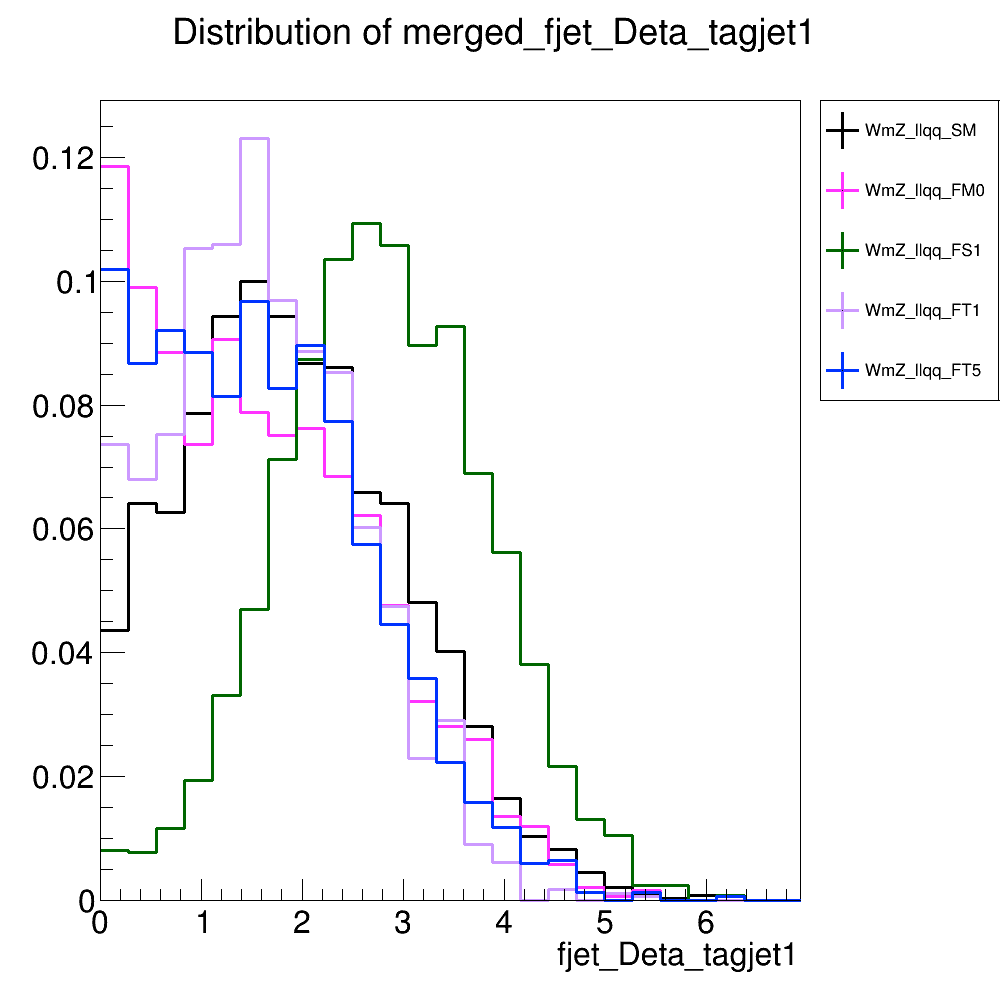 Distribution of merged_fjet_Deta_tagjet1
WmZ_llqq_SM
WmZ_llqq_FM0
WmZ_llqq_FS1
WmZ_llqq_FT1
WmZ_llqq_FT5
0.12
0.1
0.08
0.06
0.04
0.02
0
0 1 2 3 4 5 6
fjet_Deta_tagjet1